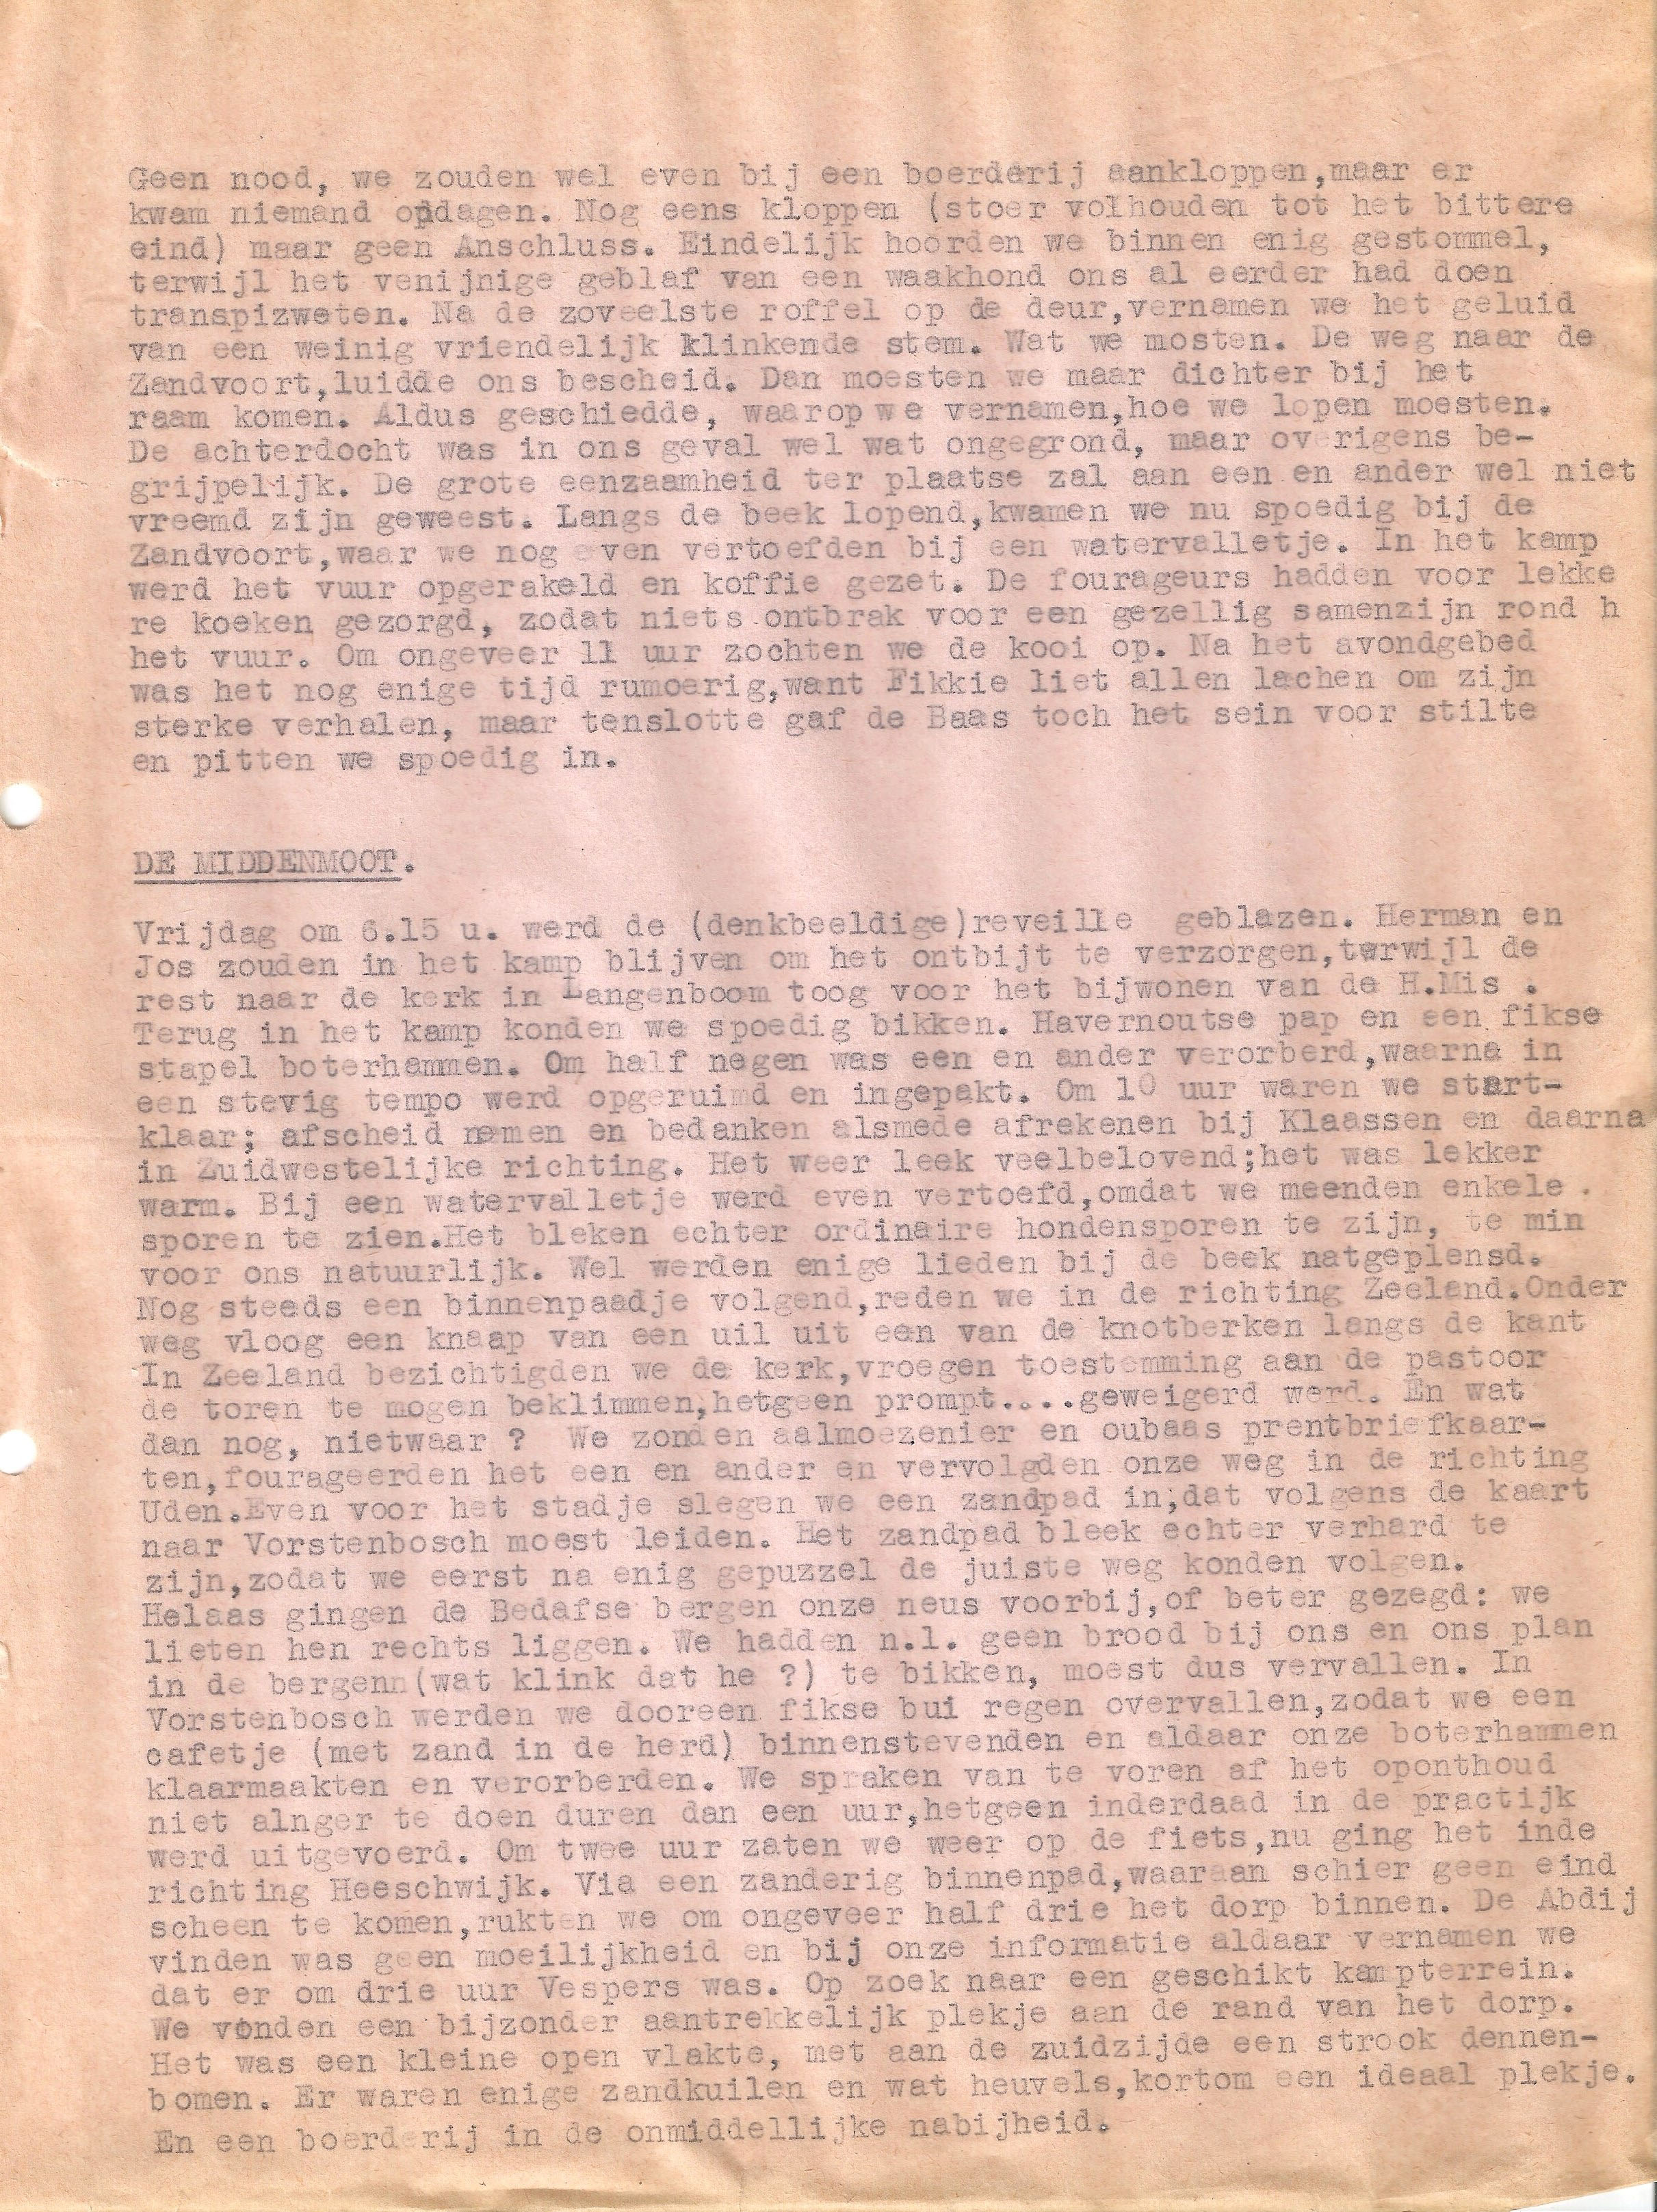 Geen nood, we zouden wel even bij een boerderij aankloppen,maar er
kwam niemand opdagen. Nog eens kloppen (stoer volhouden tot het bittere
eind) maar geen Anschluss. Eindelijk hoorden we binnen enig gestommel,
terwijl het venijnige geblaf van een waakhond ons al eerder had doen
transpizweten. Na de zoveelste roffel op de deur,vernamen we het geluid
van een weinig vriendelijk klinkende stem. Wat we mosten. De weg naar de
Zandvoort,luidde ons bescheid. Dan moesten we maar dichter bij het
raam komen. Aldus geschiedde, waarop we vernamen,hoe we lopen moesten.
De achterdocht was in ons geval wel wat ongegrond, maar overigens be-
grijpelijk. De grote eenzaamheid ter plaatse zal aan een en ander wel niet
vreemd zijn geweest. Langs de beek lopend,kwamen we nu spoedig bij de
Zandvoort,waar we nog even vertoefden bij een watervalletje. In het kamp
werd het vuur opgerakeld en koffie gezet. De fourageurs hadden voor lekke
re koeken gezorgd, zodat niets ontbrak voor een gezellig samenzijn rond h
het vuur. Om ongeveer 11 uur zochten we de kooi op. Na het avondgebed
was het nog enige tijd rumoerig,want Fikkie liet allen lachen om zijn
sterke verhalen, maar tenslotte gaf de Baas toch het sein voor stilte
en pitten we spoedig in.
DE MIDDENMOOT.
Vrijdag om 6.15 u. werd de (denkbeeldige)reveille geblazen. Herman en
Jos zouden in het kamp blijven om het ontbijt te verzorgen,terwijl de
rest naar de kerk in Langenboom toog voor het bijwonen van de H.Mis .
Terug in het kamp konden we spoedig bikken. Havernoutse pap en een fikse
stapel boterhammen. Om half negen was een en ander verorberd,waarna in
een stevig tempo werd opgeruimd en ingepakt. Om 10 uur waren we start-
klaar; afscheid nemen en bedanken alsmede afrekenen bij Klaassen en daarna
in Zuidwestelijke richting. Het weer leek veelbelovend;het was lekker
warm. Bij een watervalletje werd even vertoefd,omdat we meenden enkele .
sporen te zien.Het bleken echter ordinaire hondensporen te zijn, te min
voor ons natuurlijk. Wel werden enige lieden bij de beek natgeplensd.
Nog steeds een binnenpaadje volgend,reden we in de richting Zeeland.Onder
weg vloog een knaap van een uil uit een van de knotberken langs de kant
In Zeeland bezichtigden we de kerk,vroegen toestemming aan de pastoor
de toren te mogen beklimmen,hetgeen prompt....geweigerd werd. En wat
dan nog, nietwaar ? We zonden aalmoezenier en oubaas prentbriefkaar-
ten,fourageerden het een en ander en vervolgden onze weg in de richting
Uden.Even voor het stadje slegen we een zandpad in;dat volgens de kaart
naar Vorstenbosch moest leiden. Het zandpad bleek echter verhard te
zijn,zodat we eerst na enig gepuzzel de juiste weg konden volgen.
Helaas gingen de Bedafse bergen onze neus voorbij,of beter gezegd: we
lieten hen rechts liggen. We hadden n.l. geen brood bij ons en ons plan
in de bergenn(wat klink dat he ?) te bikken, moest dus vervallen. In
Vorstenbosch werden we dooreen fikse bui regen overvallen,zodat we een
cafetje (met zand in de herd) binnenstevenden en aldaar onze boterhammen
klaarmaakten en verorberden. We spraken van te voren af het oponthoud
niet alnger te doen duren dan een uur,hetgeen inderdaad in de practijk
werd uitgevoerd. Om twee uur zaten we weer op de fiets,nu ging het inde
richting Heeschwijk. Via een zanderig binnenpad,waaraan schier geen eind
scheen te komen,rukten we om ongeveer half drie het dorp binnen. De Abdij
vinden was geen moeilijkheid en bij onze informatie aldaar vernamen we
dat er om drie uur Vespers was. Op zoek naar een geschikt kampterrein.
We vonden een bijzonder aantrekkelijk plekje aan de rand van het dorp.
Het was een kleine open vlakte, met aan de zuidzijde een strook dennen-
bomen. Er waren enige zandkuilen en wat heuvels,kortom een ideaal plekje.
En een boerderij in de onmiddellijke nabijheid.